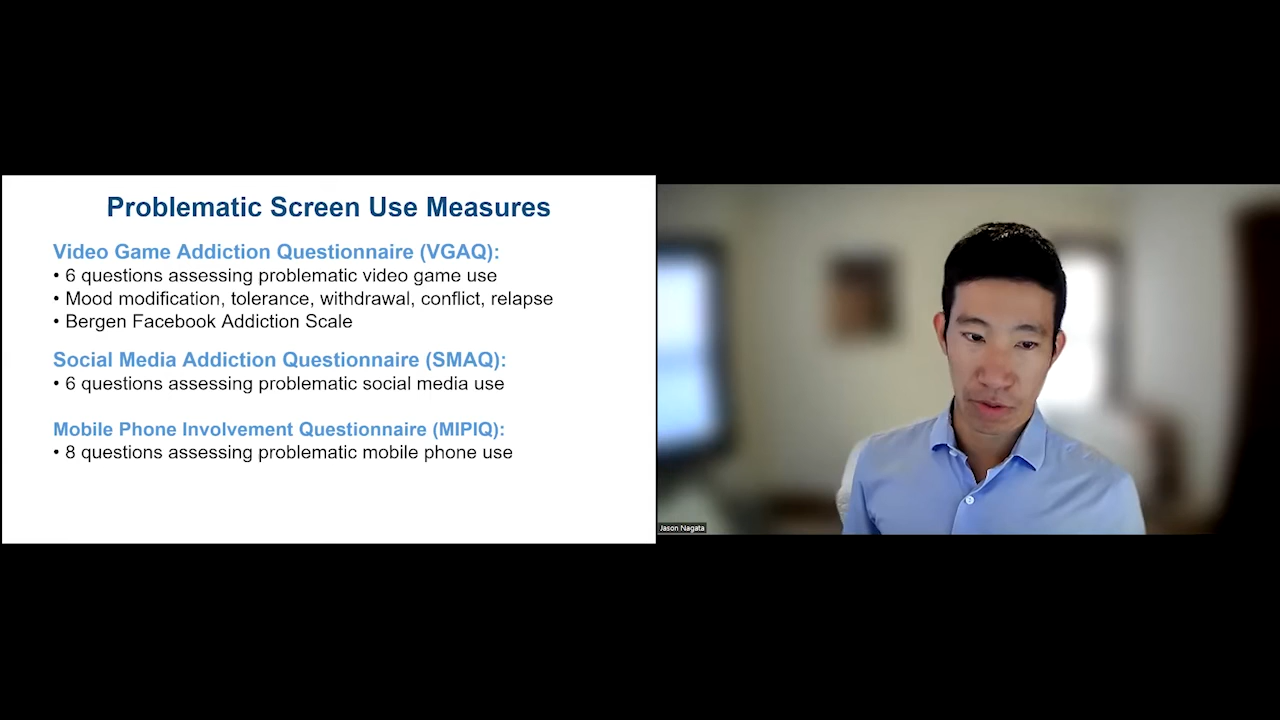 Problematic Screen Use Measures
Video Game Addiction Questionnaire (VGAQ):
• 6 questions assessing problematic video game use
• Mood modification, tolerance, withdrawal, conflict, relapse
• Bergen Facebook Addiction Scale
Social Media Addiction Questionnaire (SMAQ):
• 6 questions assessing problematic social media use
Mobile Phone Involvement Questionnaire (MIPIQ):
• 8 questions assessing problematic mobile phone use
Jason Nagata